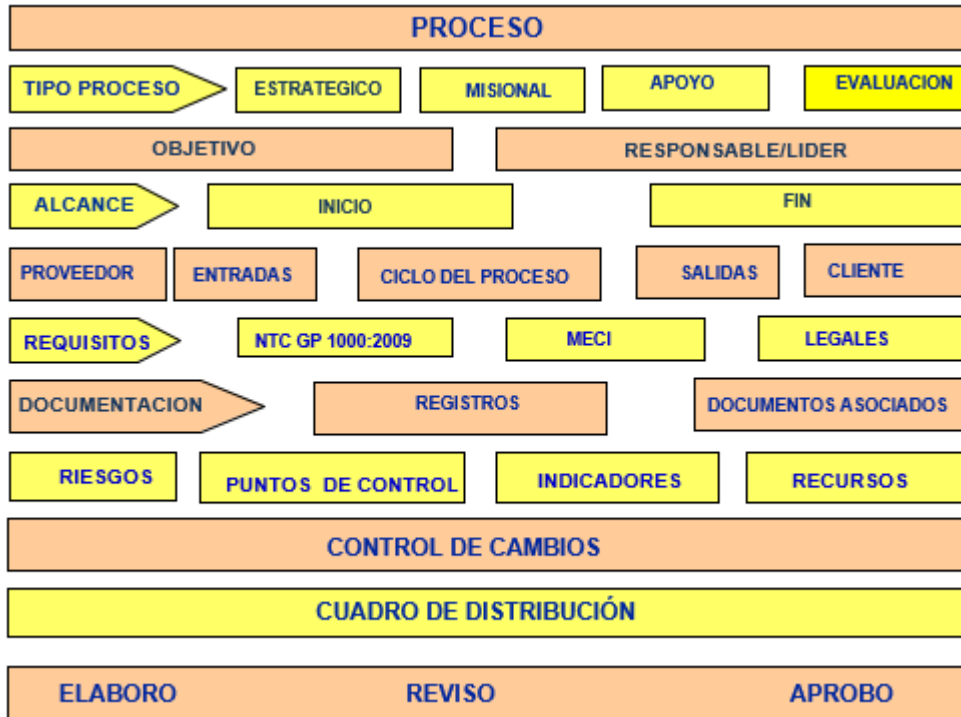 PROCESO
TIPO PROCESO ESTRATEGICO MISIONAL APOYO EVALUACION
OBJETIVO RESPONSABLE/LIDER
ALCANCE INICIO FIN
PROVEEDOR ENTRADAS CICLO DEL PROCESO SALIDAS CLIENTE
REQUISITOS NTC GP 1000:2009 MECI LEGALES
DOCUMENTACION REGISTROS DOCUMENTOS ASOCIADOS
RIESGOS PUNTOS DE CONTROL INDICADORES RECURSOS
CONTROL DE CAMBIOS
CUADRO DE DISTRIBUCIÓN
ELABORO REVISO APROBO